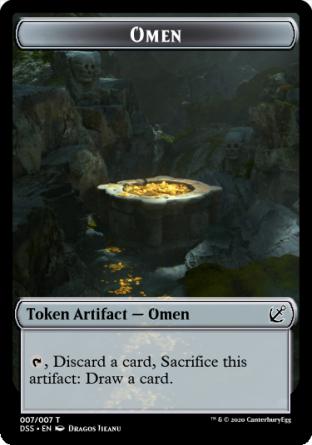 Omen
Token Artifact — Omen
, Discard a card, Sacrifice this
artifact: Draw a card.
007/007 T
DSS • EN Dragos Jieanu
™ & © 2020 CanterburyEgg